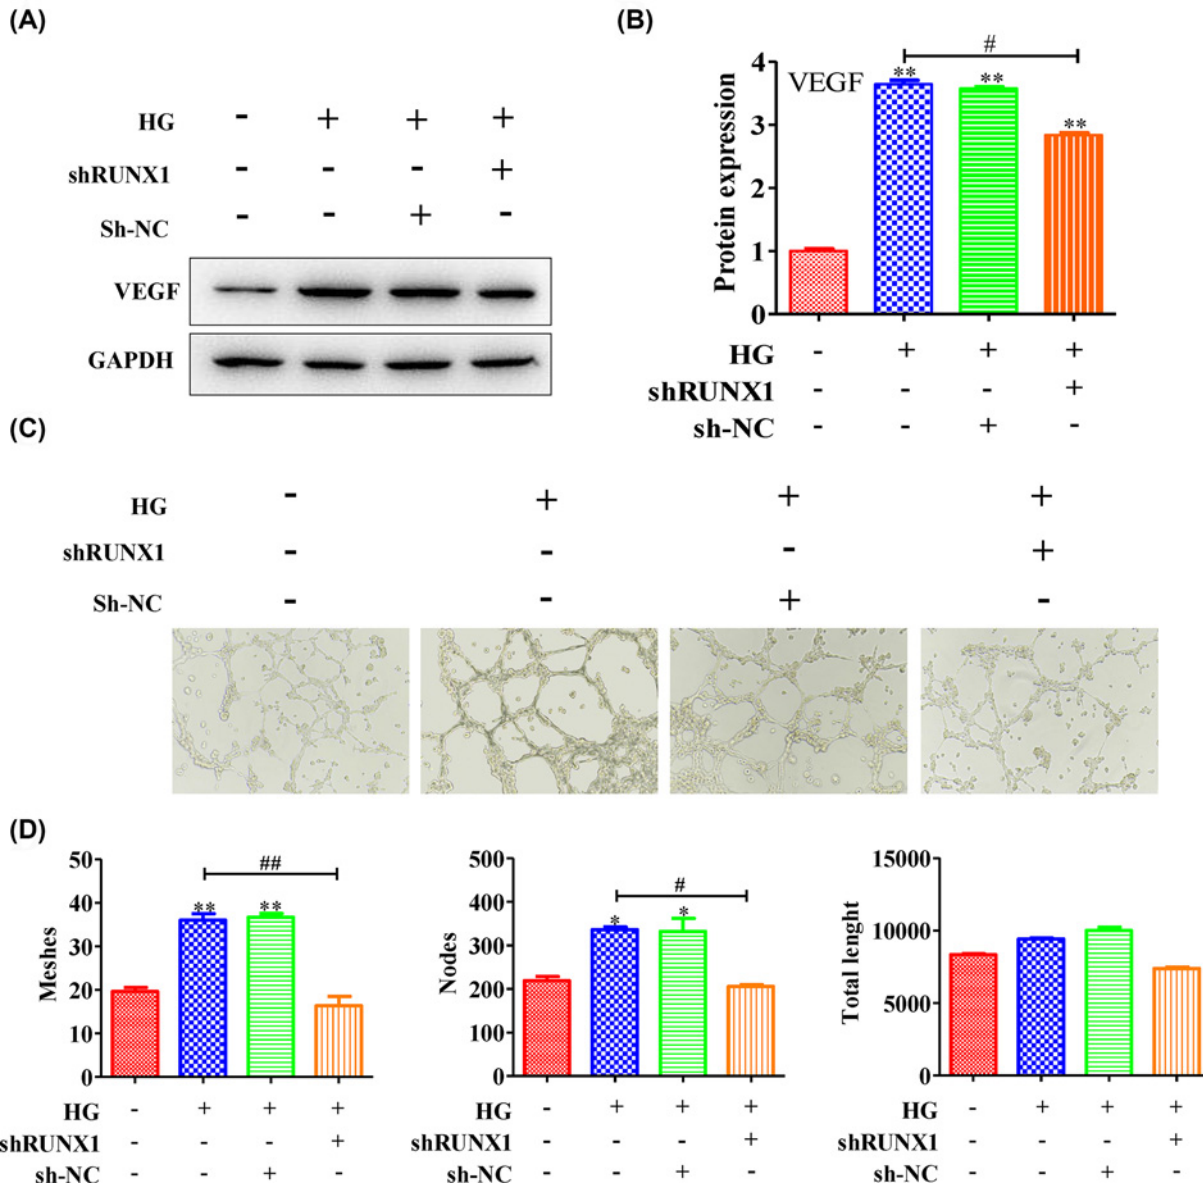 (A)
HG - + + +
shRUNX1 - - - +
Sh-NC - - + -
VEGF
GAPDH
(B)
#
VEGF
** ** **
Protein expression
4
3
2
1
0
HG - + + +
shRUNX1 - - - +
sh-NC - - + -
(C)
HG - + + +
shRUNX1 - - - +
Sh-NC - - + -
(D)
##
** **
Meshes
50
40
30
20
10
0
HG - + + +
shRUNX1 - - - +
sh-NC - - + -
#
* *
Nodes
500
400
300
200
100
0
HG - + + +
shRUNX1 - - - +
sh-NC - - + -
Total lenght
15000
10000
5000
0
HG - + + +
shRUNX1 - - - +
sh-NC - - + -